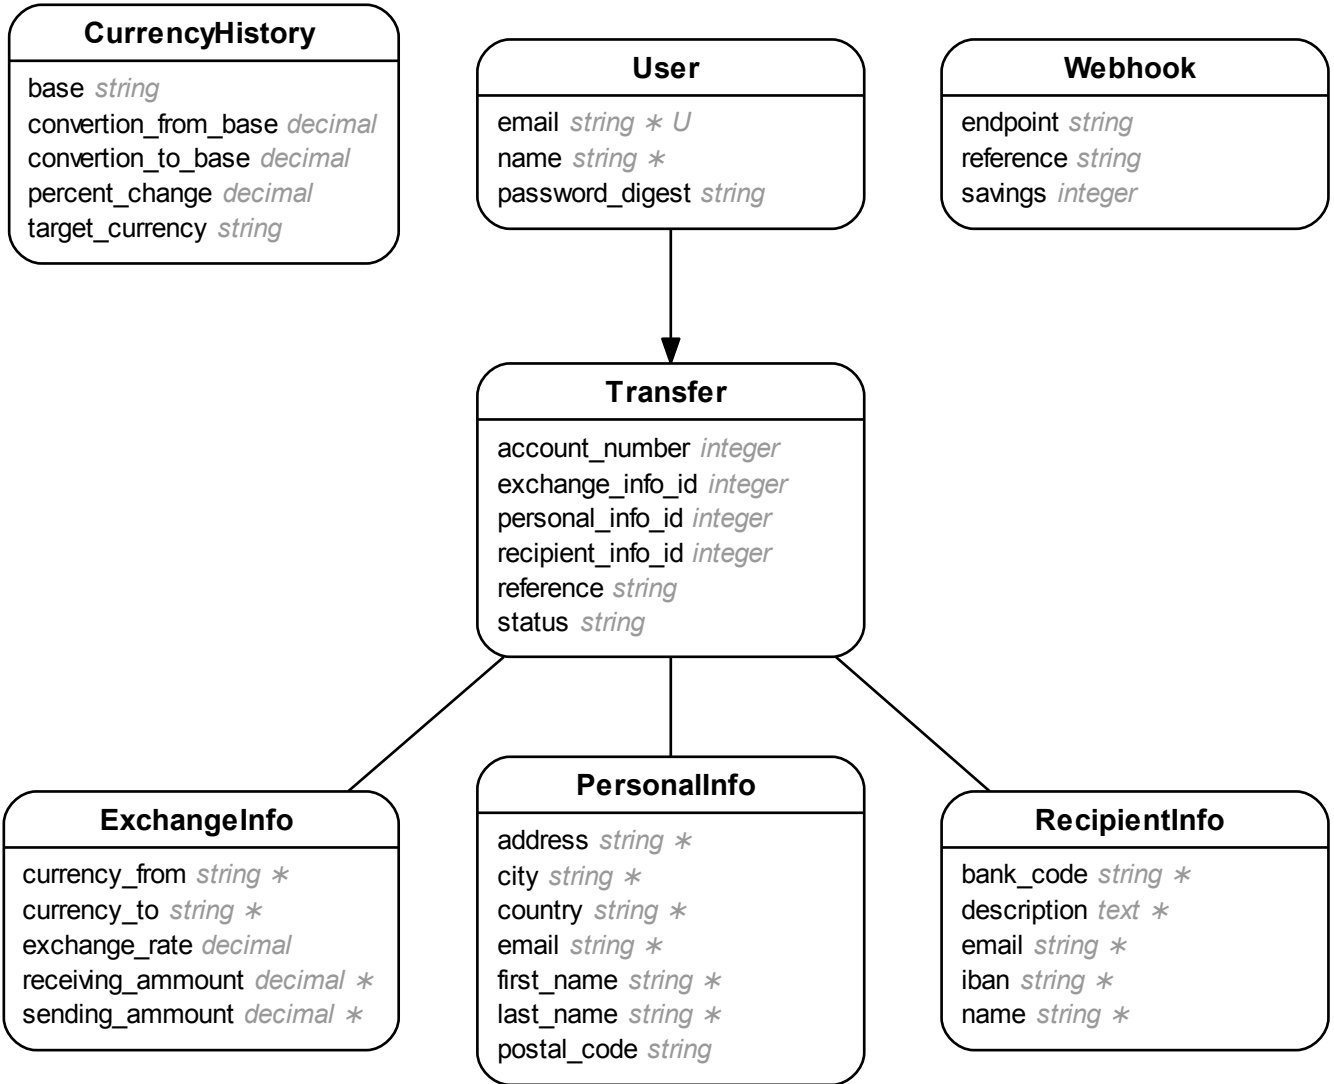 CurrencyHistory
base string
convertion_from_base decimal
convertion_to_base decimal
percent_change decimal
target_currency string
User
email string ∗ U
name string ∗
password_digest string
Webhook
endpoint string
reference string
savings integer
Transfer
account_number integer
exchange_info_id integer
personal_info_id integer
recipient_info_id integer
reference string
status string
ExchangeInfo
currency_from string ∗
currency_to string ∗
exchange_rate decimal
receiving_ammount decimal ∗
sending_ammount decimal ∗
PersonalInfo
address string ∗
city string ∗
country string ∗
email string ∗
first_name string ∗
last_name string ∗
postal_code string
RecipientInfo
bank_code string ∗
description text ∗
email string ∗
iban string ∗
name string ∗